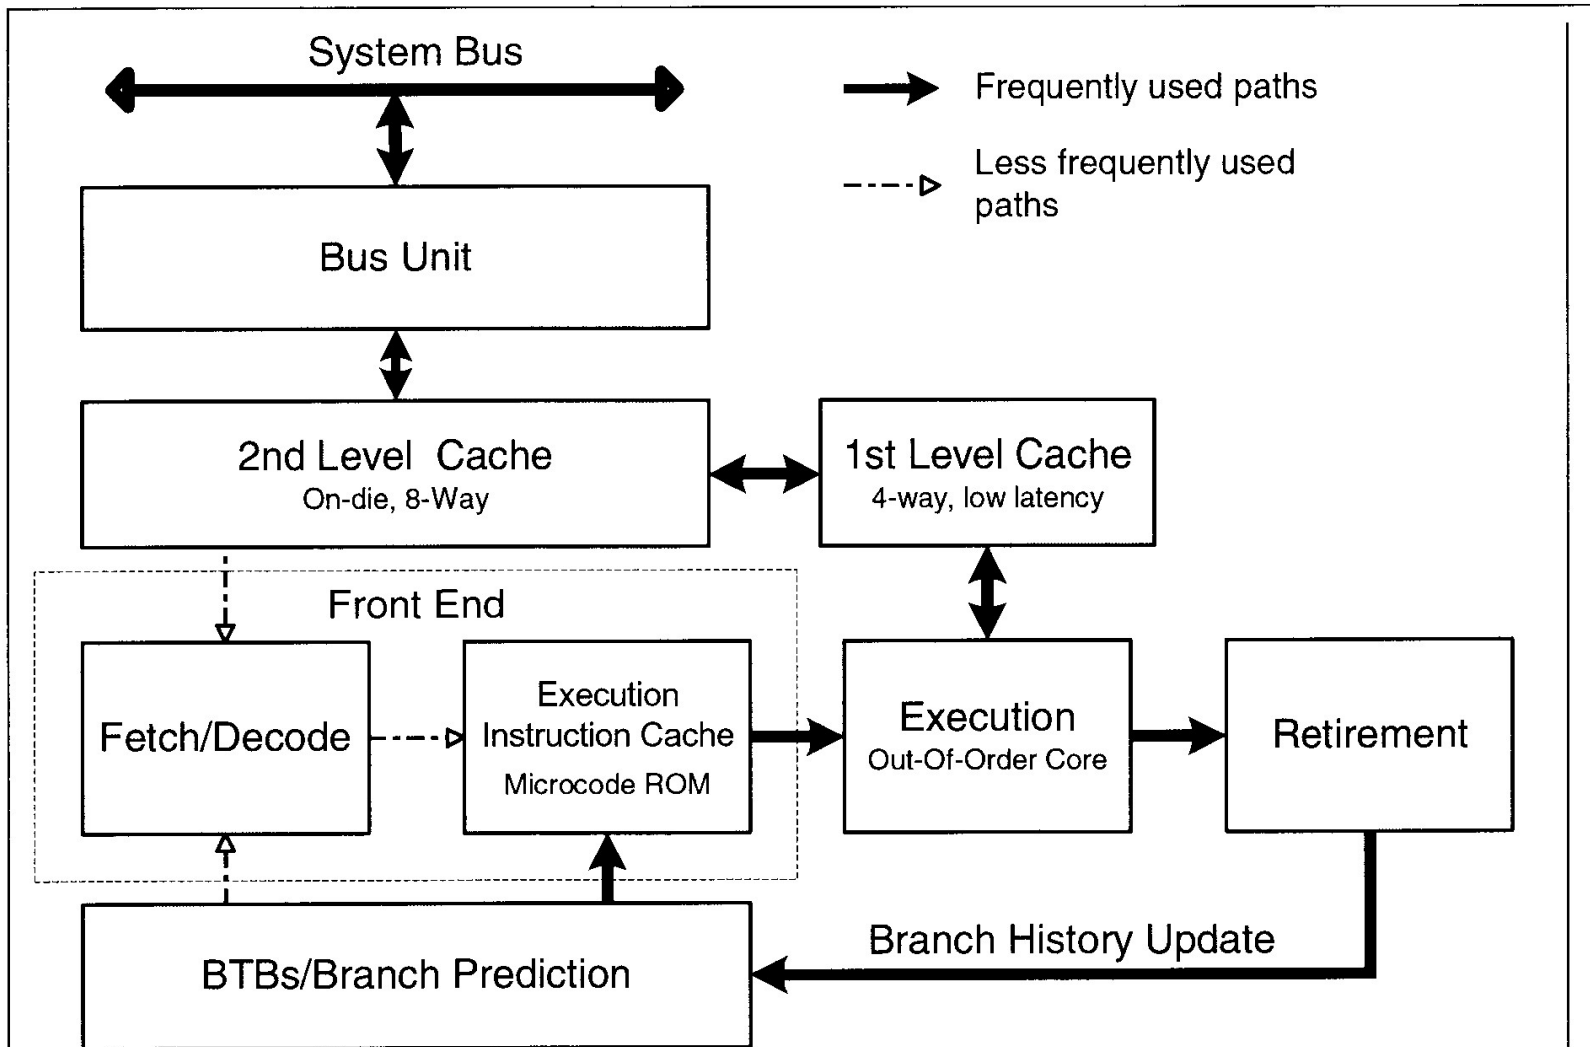 System Bus
Frequently used paths
Less frequently used
paths
Bus Unit
2nd Level Cache
On-die, 8-Way
1st Level Cache
4-way, low latency
Front End
Fetch/Decode
Execution
Instruction Cache
Microcode ROM
Execution
Out-Of-Order Core
Retirement
Branch History Update
BTBs/Branch Prediction